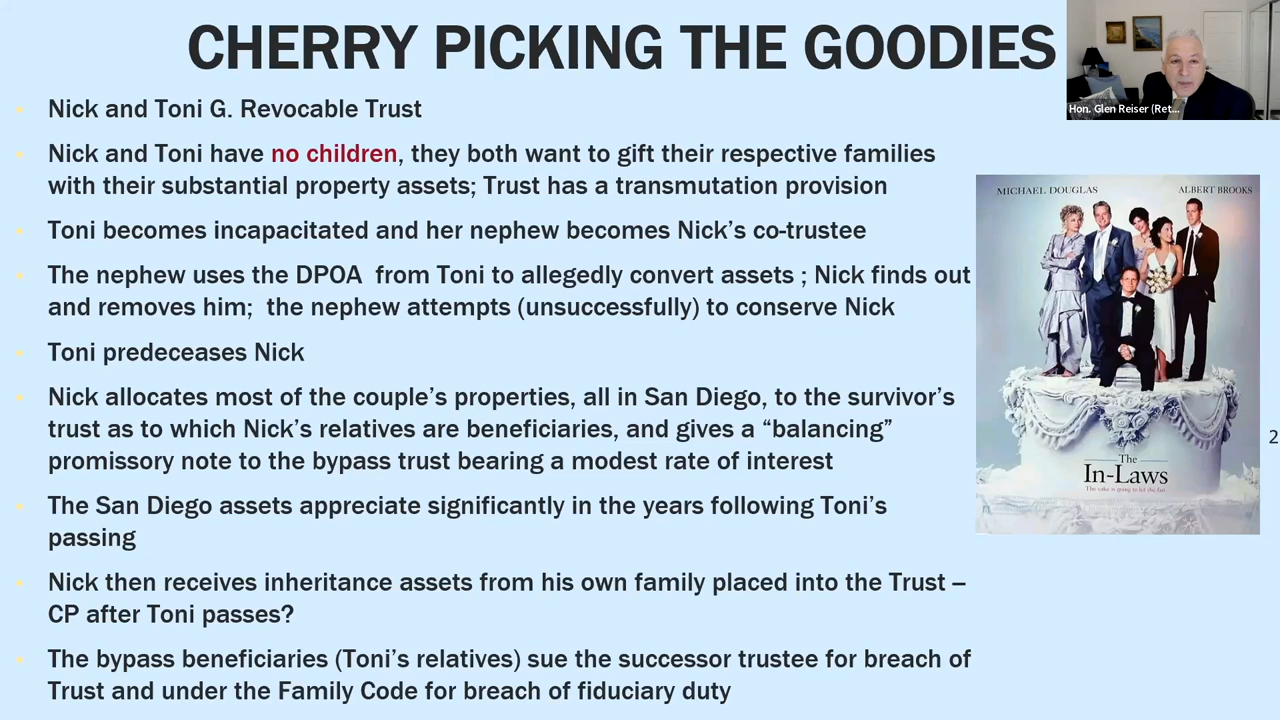 CHERRY PICKING THE GOODIES
Hon. Glen Reiser (Ret...
Nick and Toni G. Revocable Trust
Nick and Toni have no children, they both want to gift their respective families
with their substantial property assets; Trust has a transmutation provision
Toni becomes incapacitated and her nephew becomes Nick’s co-trustee
The nephew uses the DPOA  from Toni to allegedly convert assets ; Nick finds out
and removes him;  the nephew attempts (unsuccessfully) to conserve Nick
Toni predeceases Nick
Nick allocates most of the couple’s properties, all in San Diego, to the survivor’s
trust as to which Nick’s relatives are beneficiaries, and gives a “balancing”
promissory note to the bypass trust bearing a modest rate of interest
The San Diego assets appreciate significantly in the years following Toni’s
passing
Nick then receives inheritance assets from his own family placed into the Trust –
CP after Toni passes?
The bypass beneficiaries (Toni’s relatives) sue the successor trustee for breach of
Trust and under the Family Code for breach of fiduciary duty
MICHAEL DOUGLAS
ALBERT BROOKS
The
In-Laws
2